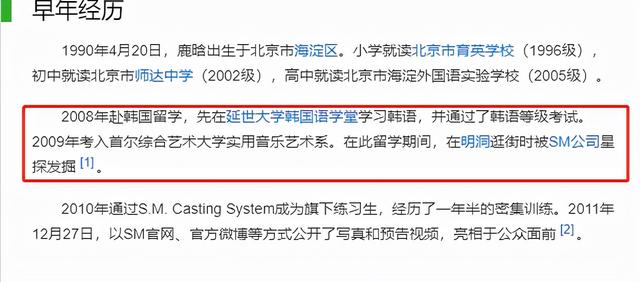 早年经历
1990年4月20日，鹿晗出生于北京市海淀区。小学就读北京市育英学校（1996级），
初中就读北京市师达中学（2002级），高中就读北京市海淀外国语实验学校（2005级）。
2008年赴韩国留学，先在延世大学韩国语学堂学习韩语，并通过了韩语等级考试。
2009年考入首尔综合艺术大学实用音乐艺术系。在此留学期间，在明洞逛街时被SM公司星
探发掘 [1]。
2010年通过S.M. Casting System成为旗下练习生，经历了一年半的密集训练。2011年
12月27日，以SM官网、官方微博等方式公开了写真和预告视频，亮相于公众面前 [2]。